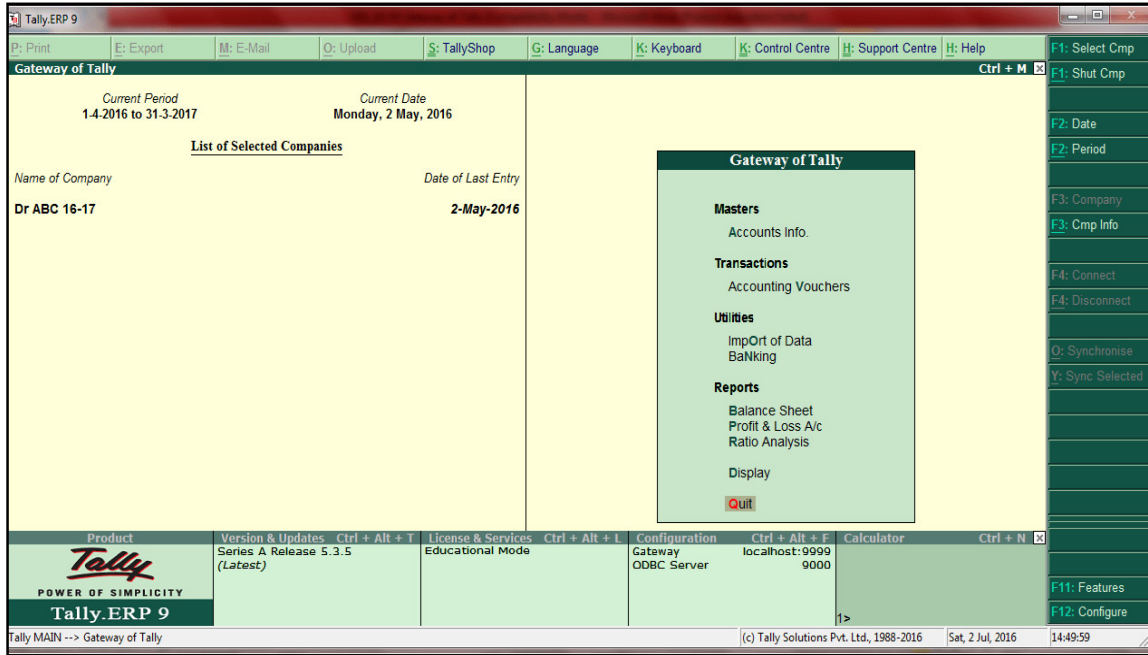 Tally.ERP 9
P: Print E: Export M: E-Mail O: Upload S: TallyShop G: Language K: Keyboard K: Control Centre H: Support Centre H: Help
Gateway of Tally Ctrl + M
Current Period Current Date
1-4-2016 to 31-3-2017 Monday, 2 May, 2016
List of Selected Companies
Name of Company Date of Last Entry
Dr ABC 16-17 2-May-2016
Gateway of Tally
Masters
Accounts Info.
Transactions
Accounting Vouchers
Utilities
ImpOrt of Data
BaNking
Reports
Balance Sheet
Profit & Loss A/c
Ratio Analysis
Display
Quit
F1: Select Cmp
F1: Shut Cmp
F2: Date
F2: Period
F3: Company
F3: Cmp Info
F4: Connect
F4: Disconnect
O: Synchronise
Y: Sync Selected
F11: Features
F12: Configure
Product
Tally
POWER OF SIMPLICITY
Tally.ERP 9
Version & Updates Ctrl + Alt + T
Series A Release 5.3.5
(Latest)
License & Services Ctrl + Alt + L
Educational Mode
Configuration Ctrl + Alt + F
Gateway localhost:9999
ODBC Server 9000
Calculator Ctrl + N
1>
Tally MAIN --> Gateway of Tally (c) Tally Solutions Pvt. Ltd., 1988-2016 Sat, 2 Jul, 2016 14:49:59